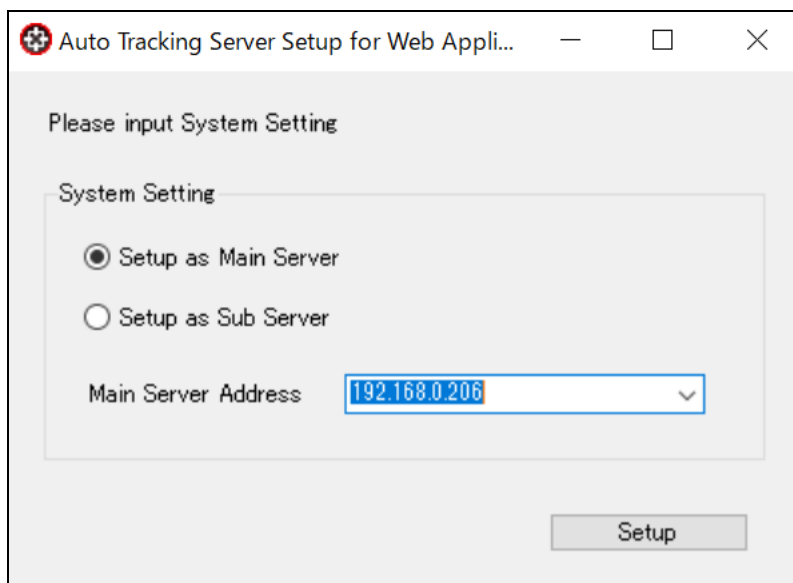 Auto Tracking Server Setup for Web Appli...
Please input System Setting
System Setting
Setup as Main Server
Setup as Sub Server
Main Server Address 192.168.0.206
Setup